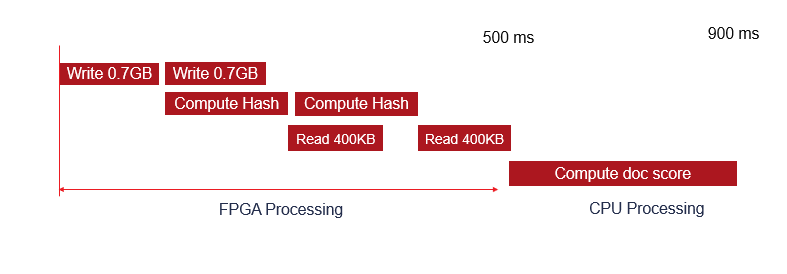 500 ms
900 ms
Write 0.7GB
Write 0.7GB
Compute Hash
Compute Hash
Read 400KB
Read 400KB
Compute doc score
FPGA Processing
CPU Processing